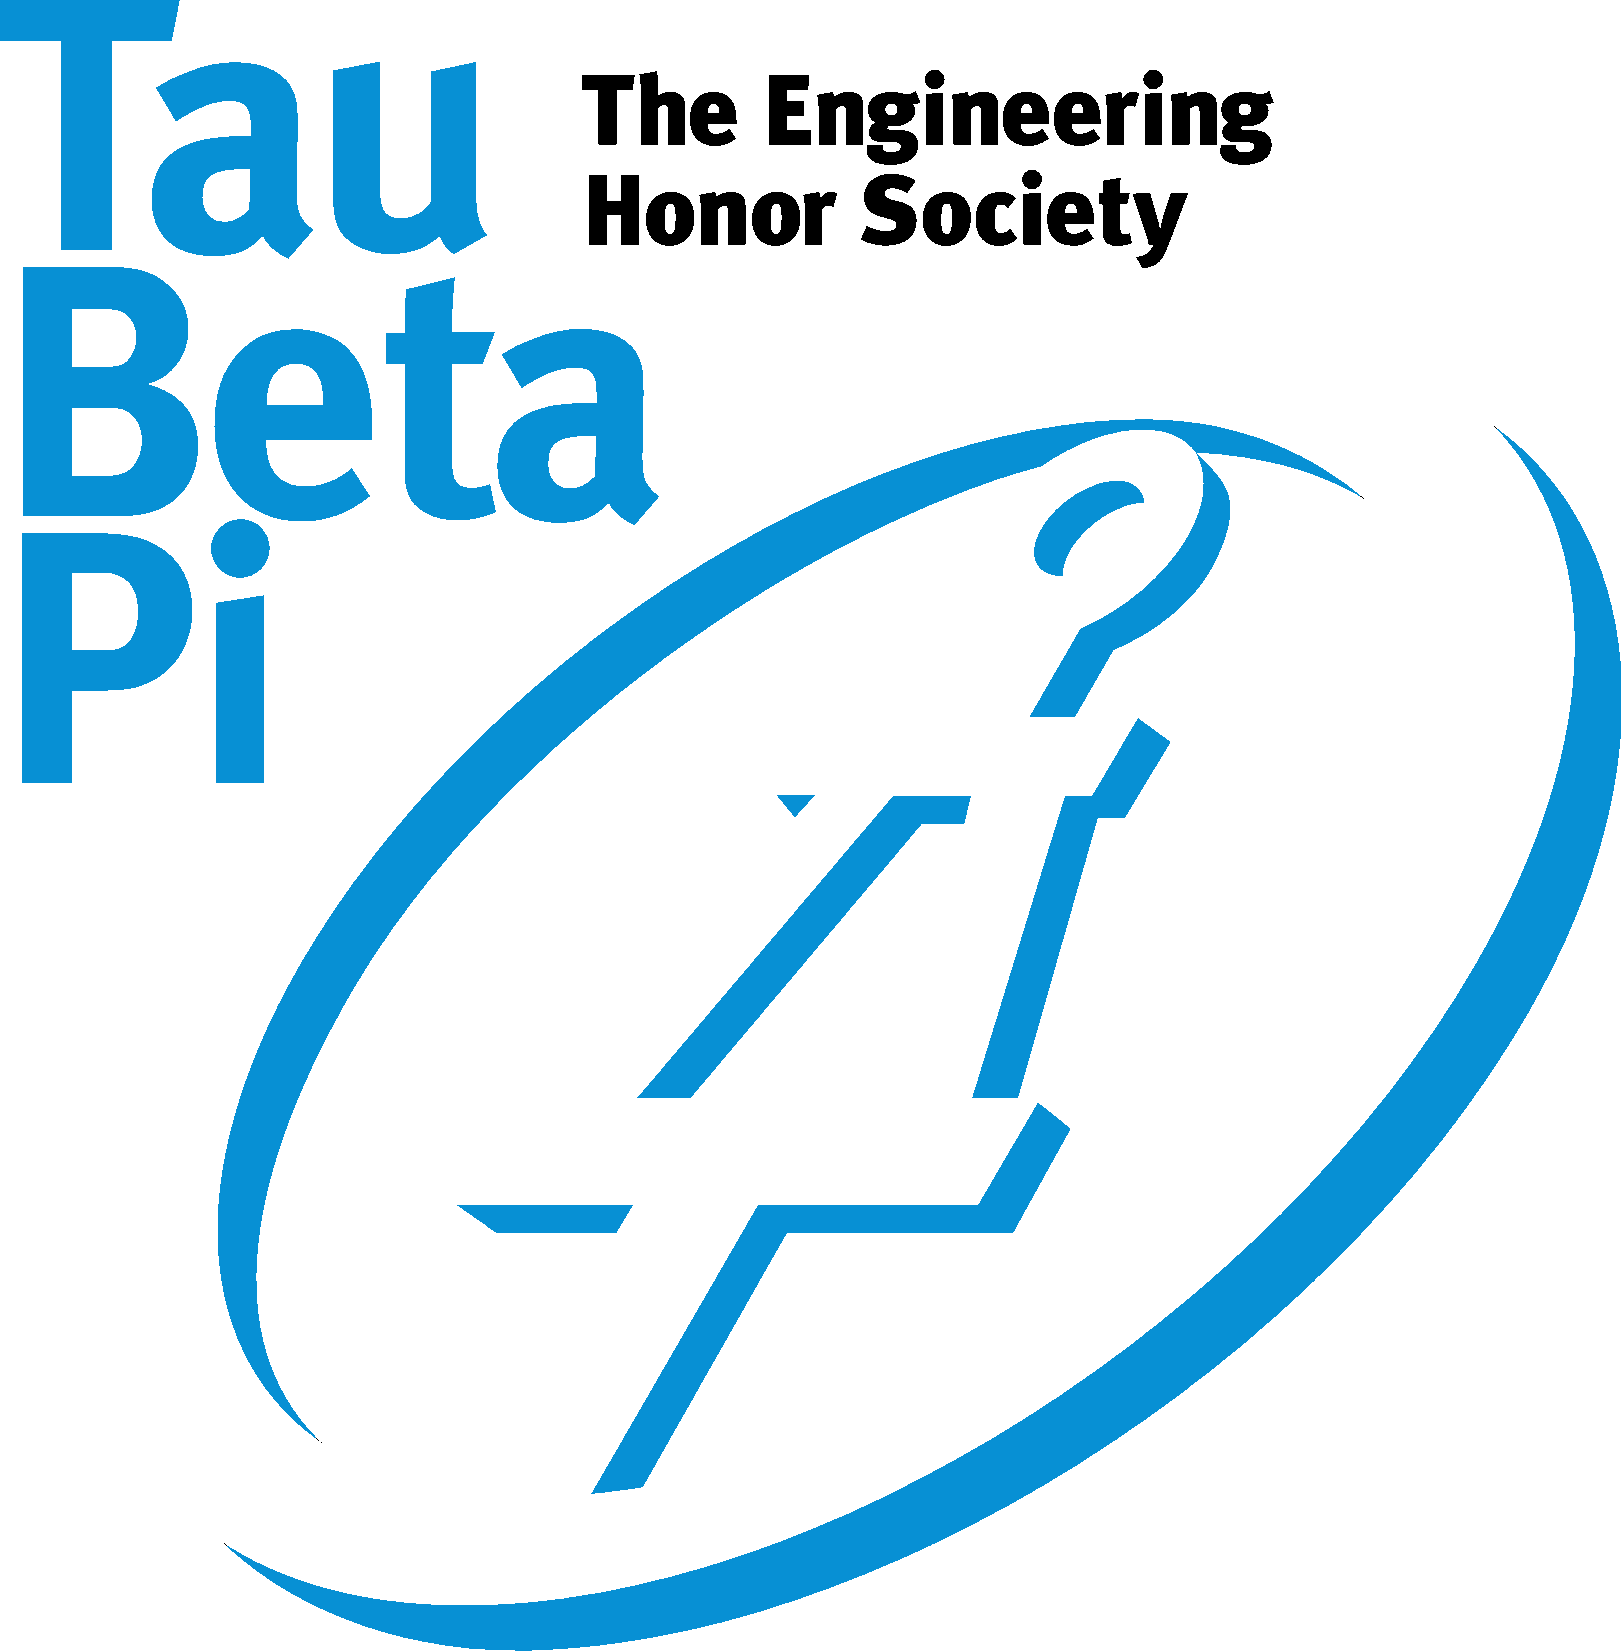 Tau
Beta
Pi
The Engineering
Honor Society